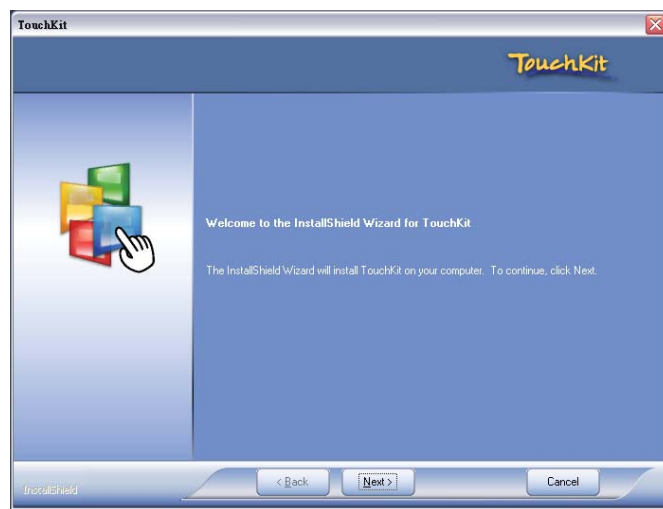 TouchKit
TouchKit
Welcome to the InstallShield Wizard for TouchKit
The InstallShield Wizard will install TouchKit on your computer. To continue, click Next.
InstallShield
< Back
Next >
Cancel